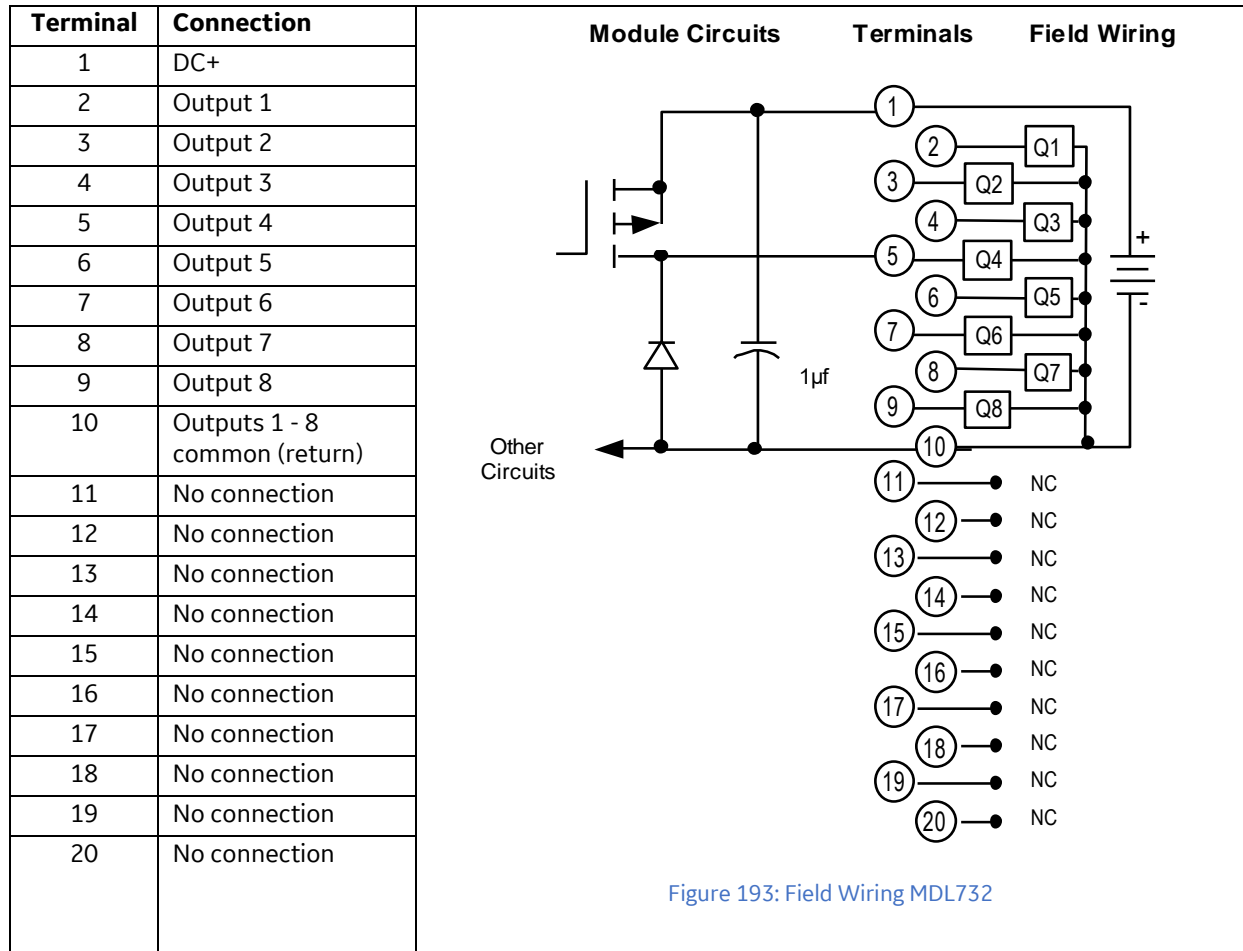 Terminal Connection
1 DC+
2 Output 1
3 Output 2
4 Output 3
5 Output 4
6 Output 5
7 Output 6
8 Output 7
9 Output 8
10 Outputs 1 - 8
common (return)
11 No connection
12 No connection
13 No connection
14 No connection
15 No connection
16 No connection
17 No connection
18 No connection
19 No connection
20 No connection
Module Circuits Terminals Field Wiring
1
2 Q1
3 Q2
4 Q3
+
5 Q4
6 Q5
-
7 Q6
1µf
8 Q7
9 Q8
Other
Circuits
10
11 NC
12 NC
13 NC
14 NC
15 NC
16 NC
17 NC
18 NC
19 NC
20 NC
Figure 193: Field Wiring MDL732